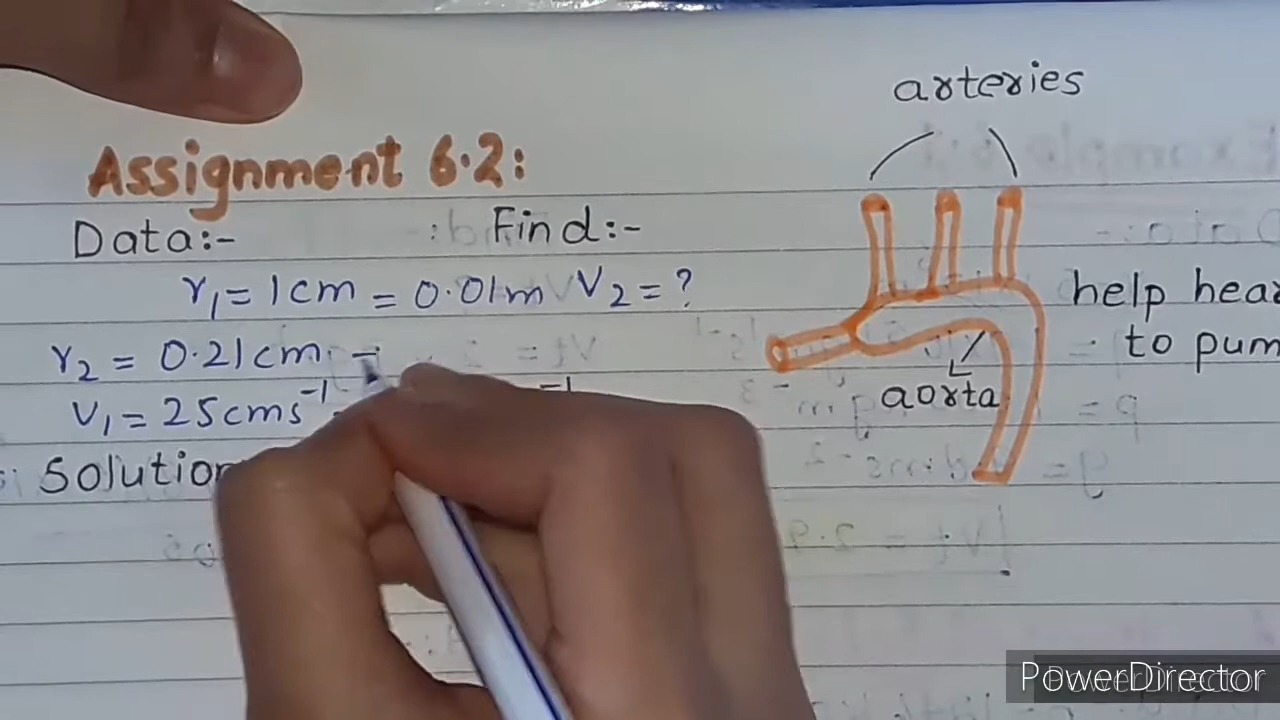 arteries
Assignment 6.2:
Data:- Find:-
r₁ = 1cm = 0.01m V₂ = ?
help hear
r₂ = 0.21cm =
to pum
V₁ = 25cms⁻¹
aorta
Solution
PowerDirector